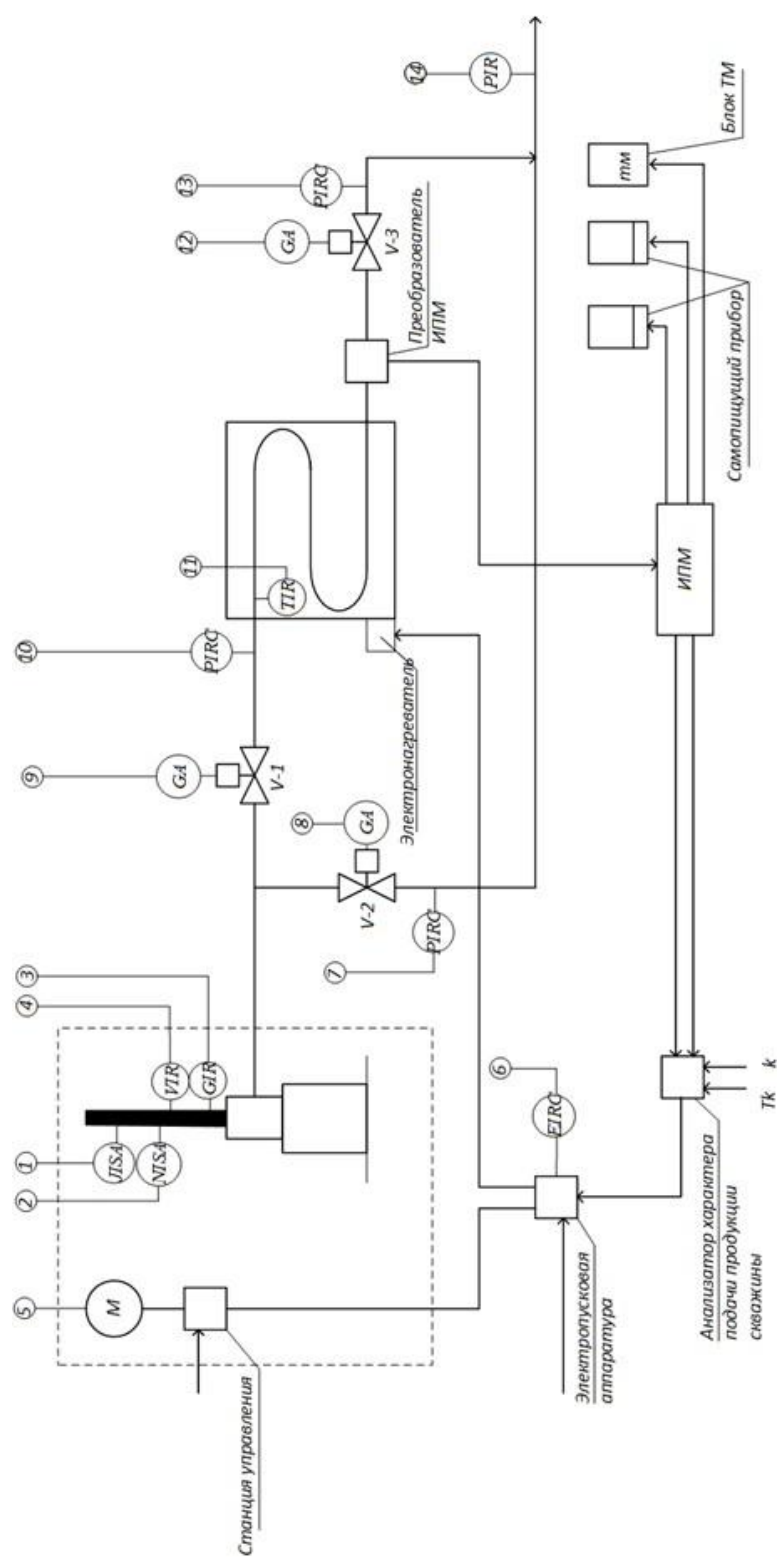 1
JISA
2
NISA
4
VIR
3
GIR
5
M
Станция управления
6
EIRC
Электропусковая
аппаратура
7
PIRC
8
GA
V-2
9
GA
V-1
10
PIRC
11
TIR
Электронагреватель
12
GA
V-3
13
PIRC
14
PIR
Преобразователь
ИПМ
ИПМ
Самопищущий прибор
тм
Блок ТМ
Анализатор характера
подачи продукции
скважины
Tk
k